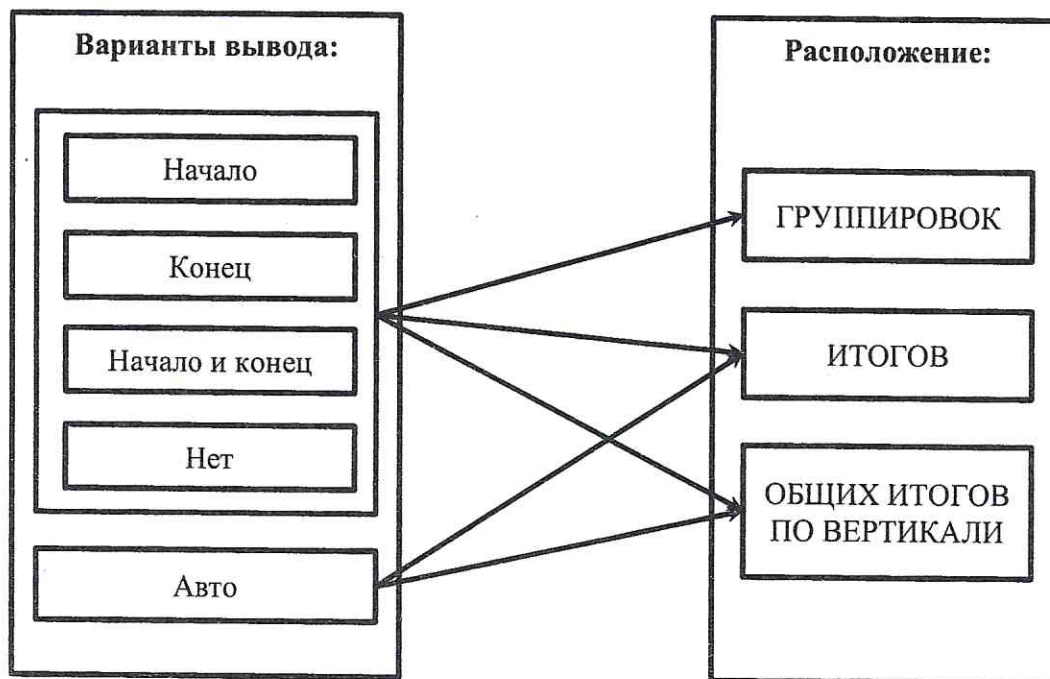 Варианты вывода:
Начало
Конец
Начало и конец
Нет
Авто
Расположение:
ГРУППИРОВОК
ИТОГОВ
ОБЩИХ ИТОГОВ
ПО ВЕРТИКАЛИ